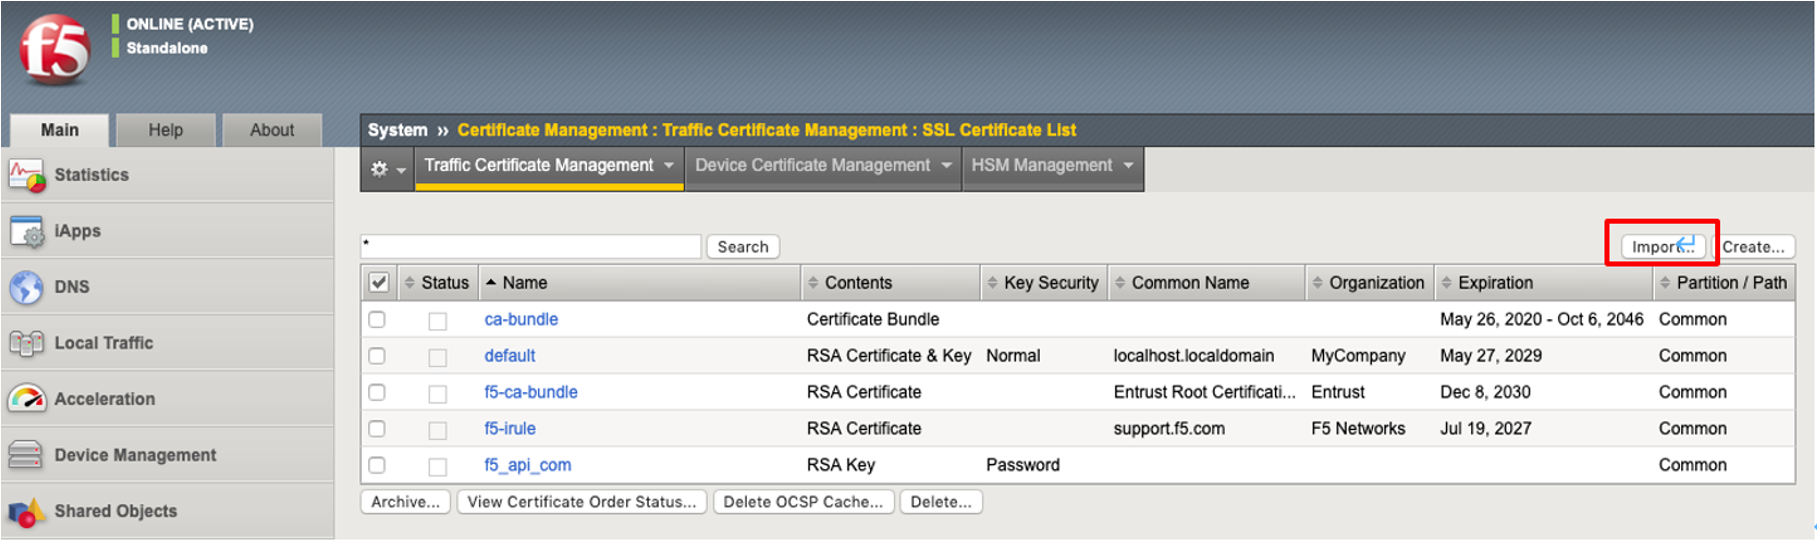 f5
ONLINE (ACTIVE)
Standalone
Main Help About
System » Certificate Management : Traffic Certificate Management : SSL Certificate List
Traffic Certificate Management Device Certificate Management HSM Management
Statistics
iApps
DNS
Local Traffic
Acceleration
Device Management
Shared Objects
* Search Import... Create...
Status Name Contents Key Security Common Name Organization Expiration Partition / Path
ca-bundle Certificate Bundle May 26, 2020 - Oct 6, 2046 Common
default RSA Certificate & Key Normal localhost.localdomain MyCompany May 27, 2029 Common
f5-ca-bundle RSA Certificate Entrust Root Certificati... Entrust Dec 8, 2030 Common
f5-irule RSA Certificate support.f5.com F5 Networks Jul 19, 2027 Common
f5_api_com RSA Key Password Common
Archive... View Certificate Order Status... Delete OCSP Cache... Delete...